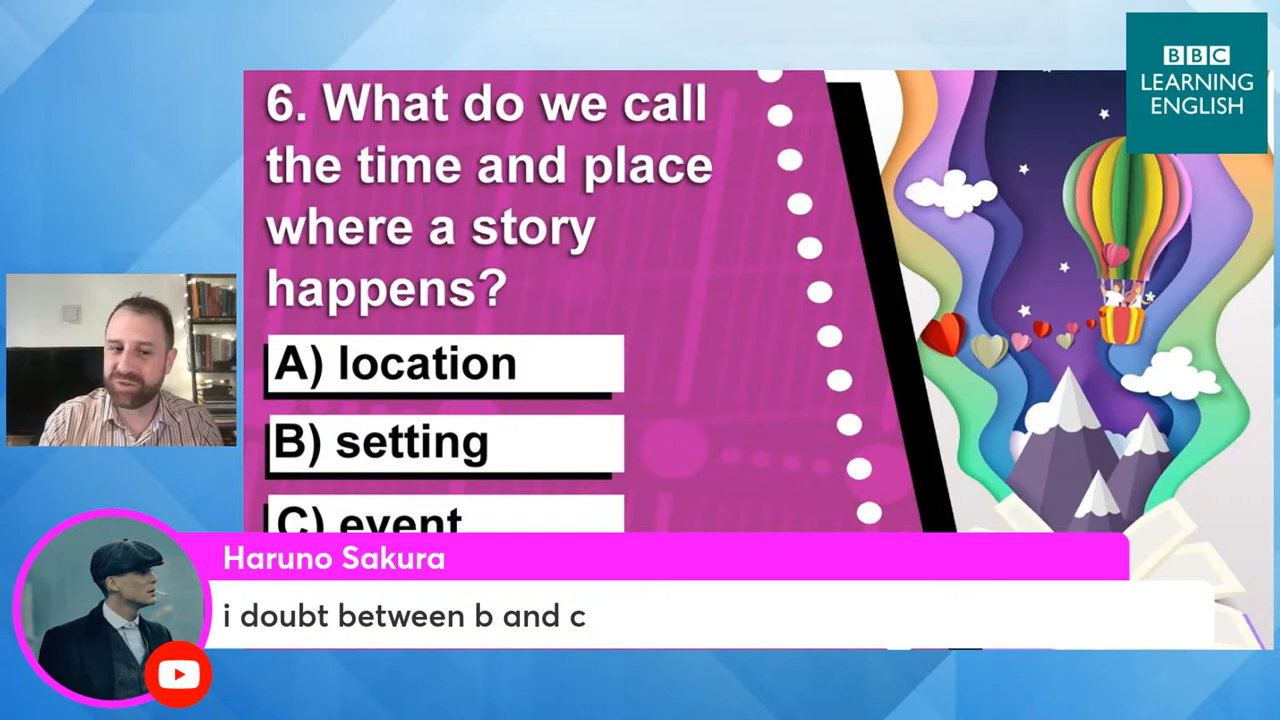 BBC
LEARNING
ENGLISH
6. What do we call
the time and place
where a story
happens?
A) location
B) setting
C) event
Haruno Sakura
i doubt between b and c